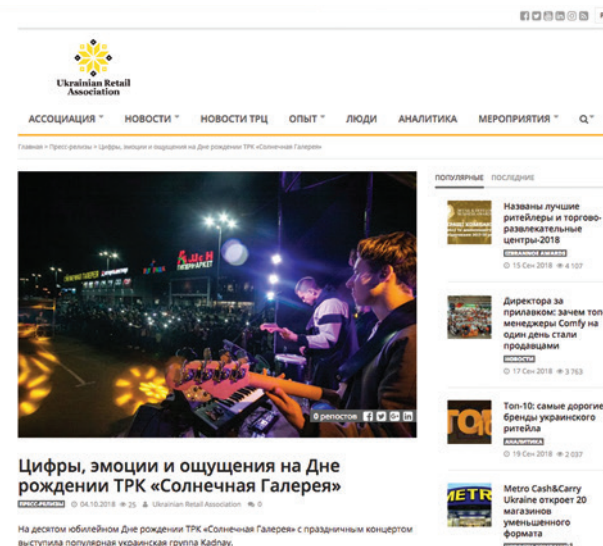 Ukrainian Retail
Association
АССОЦИАЦИЯ
НОВОСТИ
НОВОСТИ ТРЦ
ОПЫТ
ЛЮДИ
АНАЛИТИКА
МЕРОПРИЯТИЯ
Главная » Пресс-релизы » Цифры, эмоции и ощущения на Дне рождении ТРК «Солнечная Галерея»
0 репостов
Цифры, эмоции и ощущения на Дне
рождении ТРК «Солнечная Галерея»
ПРЕСС-РЕЛИЗЫ 04.10.2018 25 Ukrainian Retail Association 0
На десятом юбилейном Дне рождении ТРК «Солнечная Галерея» с праздничным концертом
выступила популярная украинская группа Kadnay.
ПОПУЛЯРНЫЕ ПОСЛЕДНИЕ
Названы лучшие
ритейлеры и торгово-
развлекательные
центры-2018
15 Сен 2018 4 107
Директора за
прилавком: зачем топ
менеджеры Comfy на
один день стали
продавцами
НОВОСТИ
17 Сен 2018 3 763
Топ-10: самые дорогие
бренды украинского
ритейла
АНАЛИТИКА
19 Сен 2018 2 037
METR
Metro Cash&Carry
Ukraine откроет 20
магазинов
уменьшенного
формата